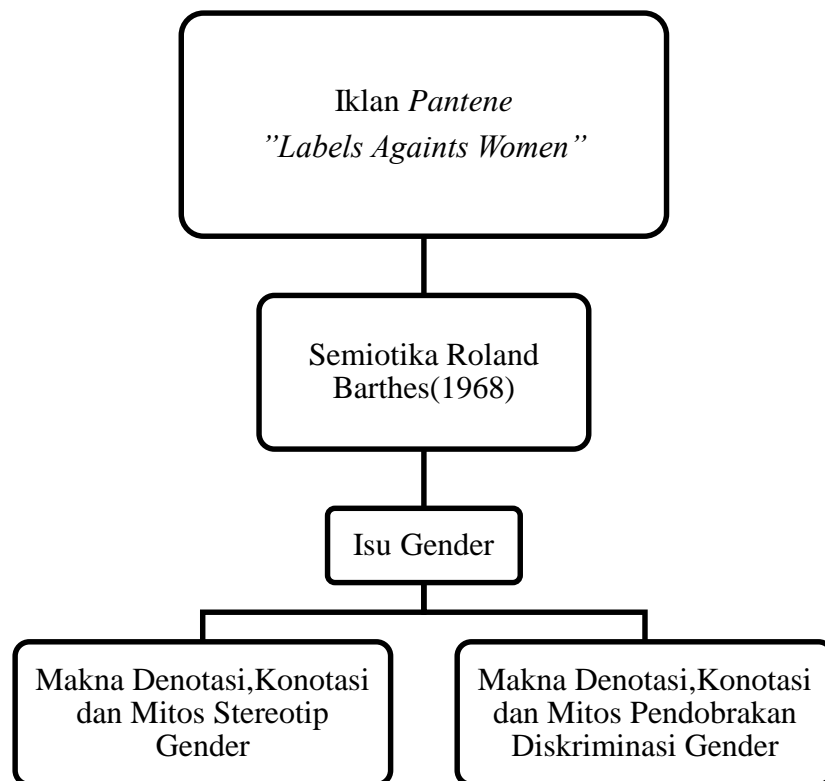 Iklan Pantene
”Labels Againts Women”
Semiotika Roland
Barthes(1968)
Isu Gender
Makna Denotasi,Konotasi
dan Mitos Stereotip
Gender
Makna Denotasi,Konotasi
dan Mitos Pendobrakan
Diskriminasi Gender